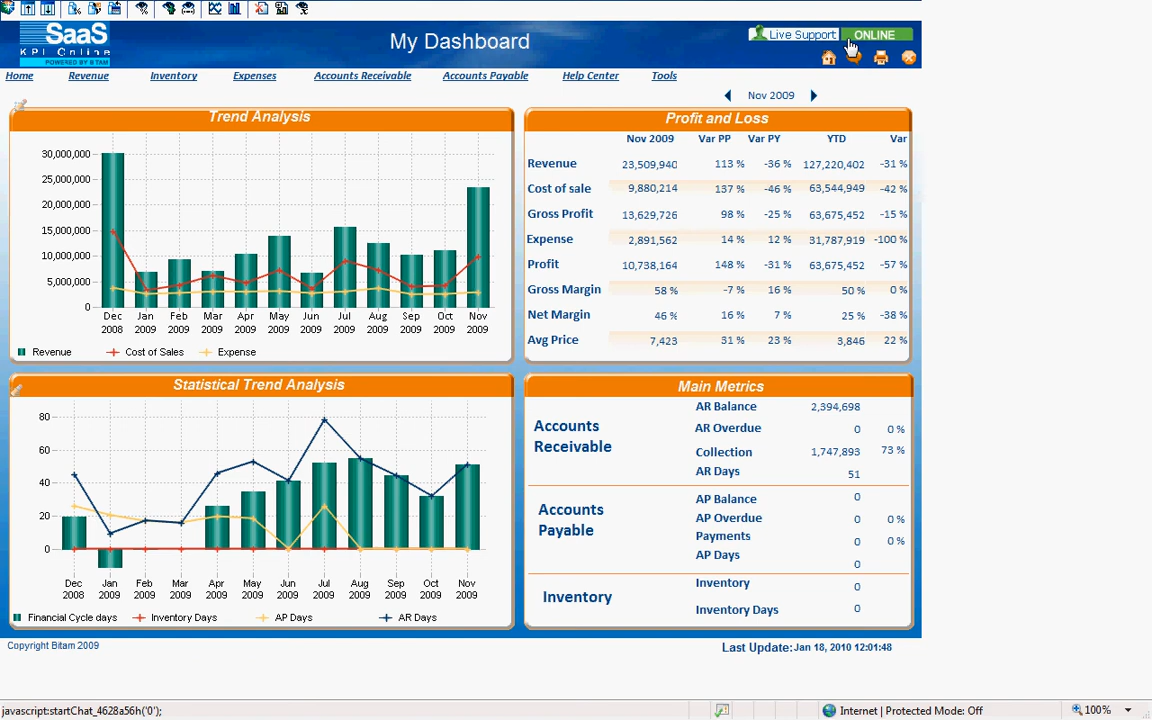 SaaS
KPI Online
POWERED BY BITAM
My Dashboard
Live Support ONLINE
Home Revenue Inventory Expenses Accounts Receivable Accounts Payable Help Center Tools
Nov 2009
Trend Analysis
30,000,000
25,000,000
20,000,000
15,000,000
10,000,000
5,000,000
0
Dec Jan Feb Mar Apr May Jun Jul Aug Sep Oct Nov
2008 2009 2009 2009 2009 2009 2009 2009 2009 2009 2009 2009
Revenue Cost of Sales Expense
Profit and Loss
Nov 2009 Var PP Var PY YTD Var
Revenue 23,509,940 113 % -36 % 127,220,402 -31 %
Cost of sale 9,880,214 137 % -46 % 63,544,949 -42 %
Gross Profit 13,629,726 98 % -25 % 63,675,452 -15 %
Expense 2,891,562 14 % 12 % 31,787,919 -100 %
Profit 10,738,164 148 % -31 % 63,675,452 -57 %
Gross Margin 58 % -7 % 16 % 50 % 0 %
Net Margin 46 % 16 % 7 % 25 % -38 %
Avg Price 7,423 31 % 23 % 3,846 22 %
Statistical Trend Analysis
80
60
40
20
0
Dec Jan Feb Mar Apr May Jun Jul Aug Sep Oct Nov
2008 2009 2009 2009 2009 2009 2009 2009 2009 2009 2009 2009
Financial Cycle days Inventory Days AP Days AR Days
Main Metrics
Accounts Receivable
AR Balance 2,394,698
AR Overdue 0 0 %
Collection 1,747,893 73 %
AR Days 51
Accounts Payable
AP Balance 0
AP Overdue 0 0 %
Payments 0 0 %
AP Days 0
Inventory
Inventory 0
Inventory Days 0
Copyright Bitam 2009
Last Update: Jan 18, 2010 12:01:48
javascript:startChat_4628a56h('0');
Internet | Protected Mode: Off
100%